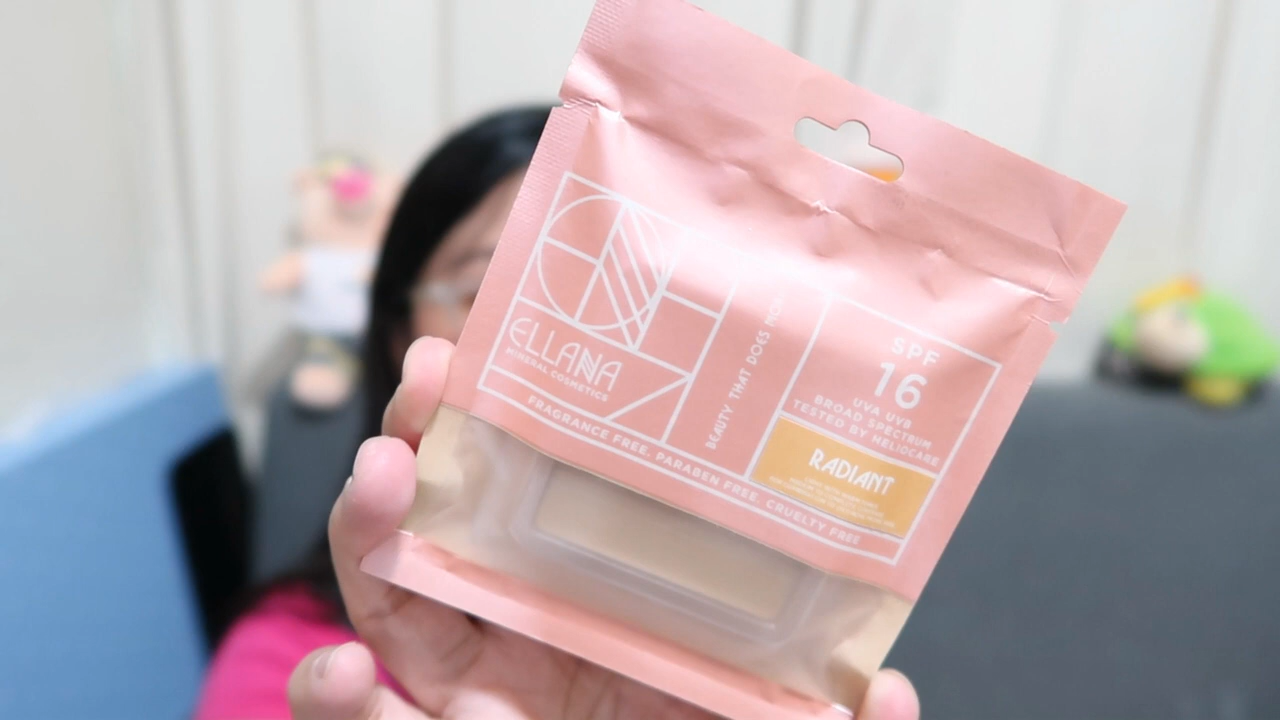 ELLANA
MINERAL COSMETICS
BEAUTY THAT DOES
FRAGRANCE FREE. PARABEN FREE. CRUELTY FREE
SPF
16
UVA UVB
BROAD SPECTRUM
TESTED BY HELIOCARE
RADIANT